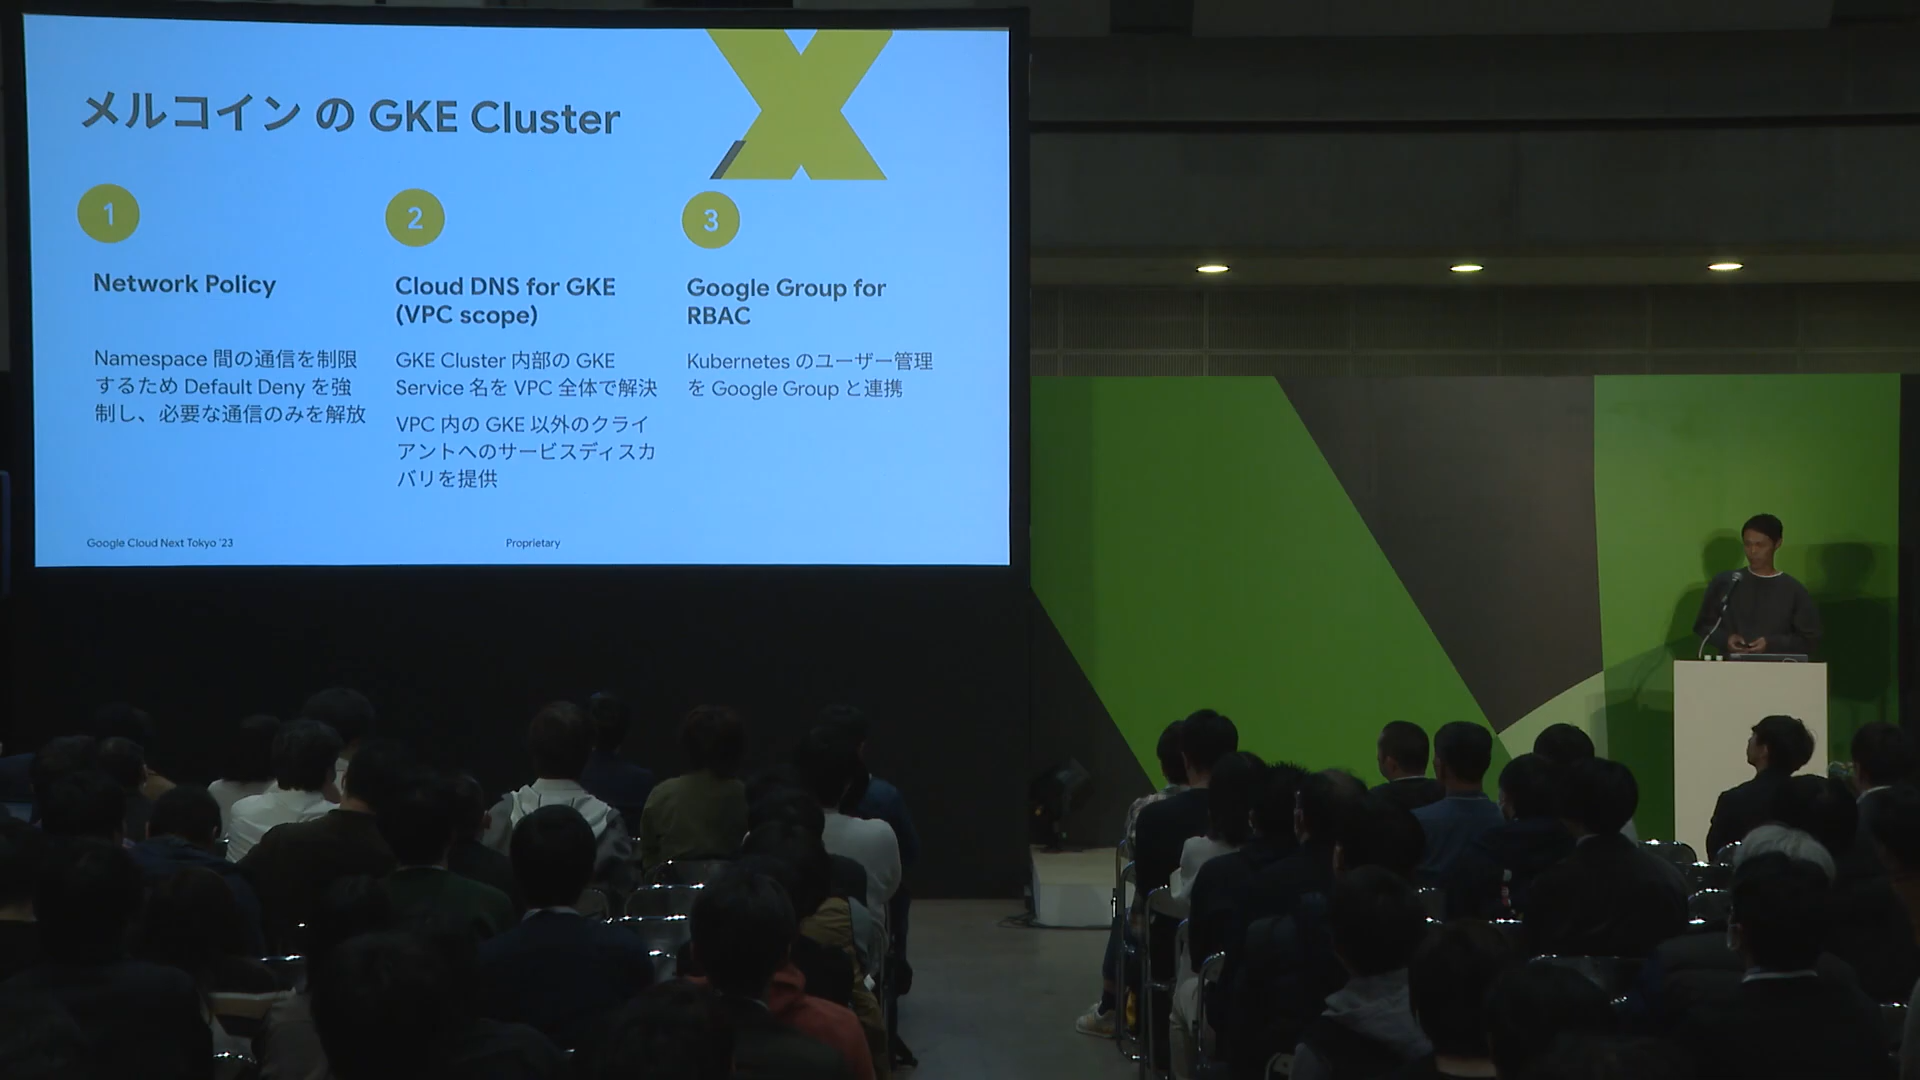 メルコイン の GKE Cluster
1
Network Policy
Namespace 間の通信を制限
するため Default Deny を強
制し、必要な通信のみを解放
2
Cloud DNS for GKE
(VPC scope)
GKE Cluster 内部の GKE
Service 名を VPC 全体で解決
VPC 内の GKE 以外のクライ
アントへのサービスディスカ
バリを提供
3
Google Group for
RBAC
Kubernetes のユーザー管理
を Google Group と連携
Google Cloud Next Tokyo '23
Proprietary